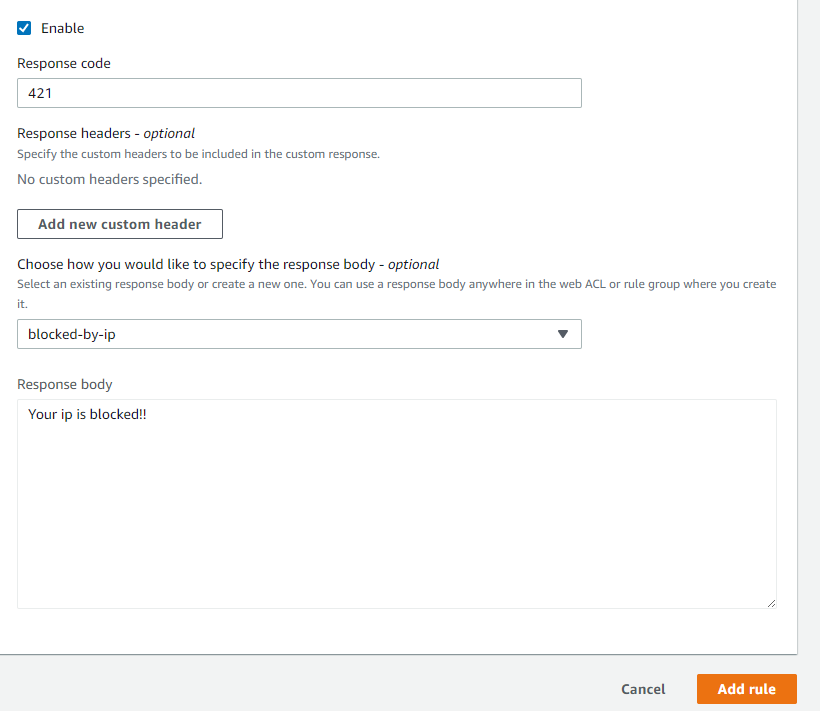 Enable
Response code
421
Response headers - optional
Specify the custom headers to be included in the custom response.
No custom headers specified.
Add new custom header
Choose how you would like to specify the response body - optional
Select an existing response body or create a new one. You can use a response body anywhere in the web ACL or rule group where you create
it.
blocked-by-ip
Response body
Your ip is blocked!!
Cancel
Add rule